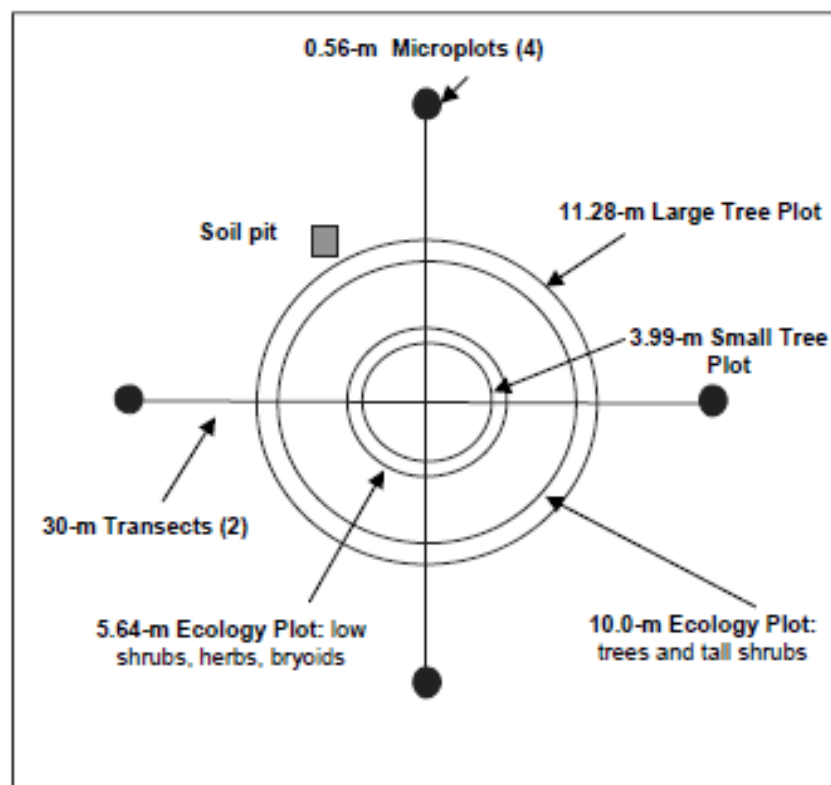 0.56-m Microplots (4)
11.28-m Large Tree Plot
Soil pit
3.99-m Small Tree
Plot
30-m Transects (2)
5.64-m Ecology Plot: low
shrubs, herbs, bryoids
10.0-m Ecology Plot:
trees and tall shrubs